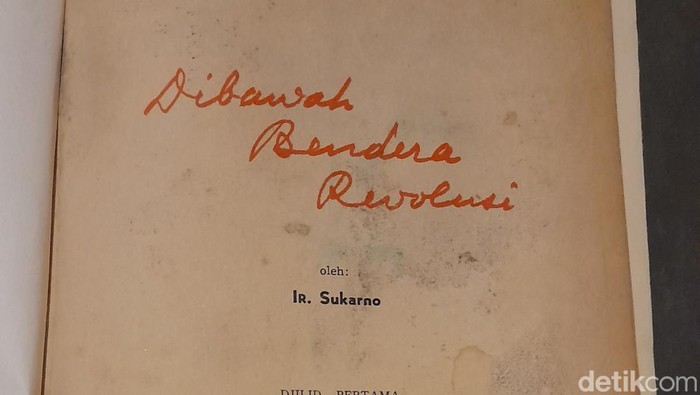 Dibawah
Bendera
Revolusi
oleh:
IR. Sukarno
DJILID PERTAMA
detikcom